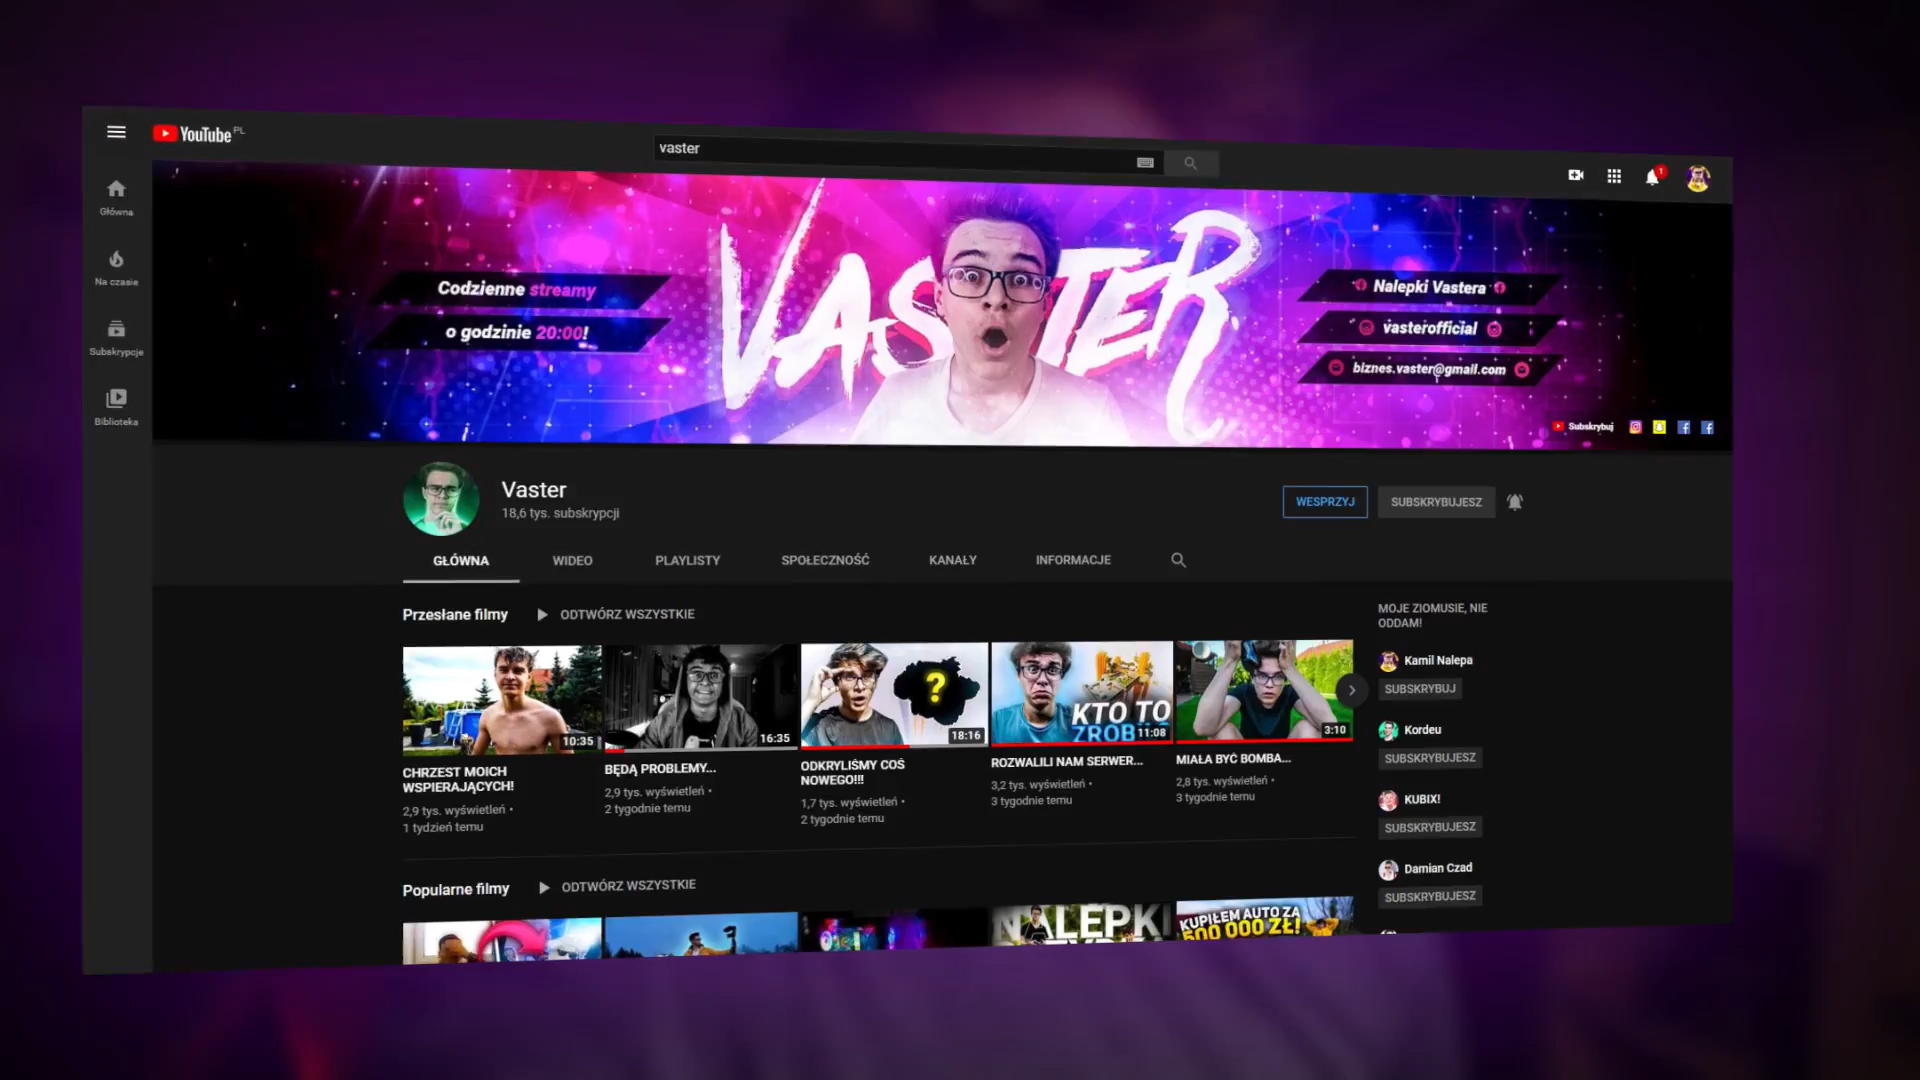 YouTube PL
vaster
1
Główna
Na czasie
Subskrypcje
Biblioteka
Codzienne streamy
o godzinie 20:00!
VASTER
Nalepki Vastera
vasterofficial
biznes.vaster@gmail.com
Subskrybuj
Vaster
18,6 tys. subskrypcji
WESPRZYJ
SUBSKRYBUJESZ
GŁÓWNA
WIDEO
PLAYLISTY
SPOŁECZNOŚĆ
KANAŁY
INFORMACJE
Przesłane filmy
ODTWÓRZ WSZYSTKIE
10:35
CHRZEST MOICH
WSPIERAJĄCYCH!
2,9 tys. wyświetleń •
1 tydzień temu
16:35
BĘDĄ PROBLEMY...
2,9 tys. wyświetleń •
2 tygodnie temu
?
18:16
ODKRYLIŚMY COŚ
NOWEGO!!!
1,7 tys. wyświetleń •
2 tygodnie temu
KTO TO
11:08
ROZWALILI NAM SERWER...
3,2 tys. wyświetleń •
3 tygodnie temu
3:10
MIAŁA BYĆ BOMBA...
2,8 tys. wyświetleń •
3 tygodnie temu
MOJE ZIOMUSIE, NIE
ODDAM!
Kamil Nalepa
SUBSKRYBUJ
Kordeu
SUBSKRYBUJESZ
KUBIX!
SUBSKRYBUJESZ
Damian Czad
SUBSKRYBUJESZ
Popularne filmy
ODTWÓRZ WSZYSTKIE
NALEPKI
KUPIŁEM AUTO ZA
500 000 ZŁ!